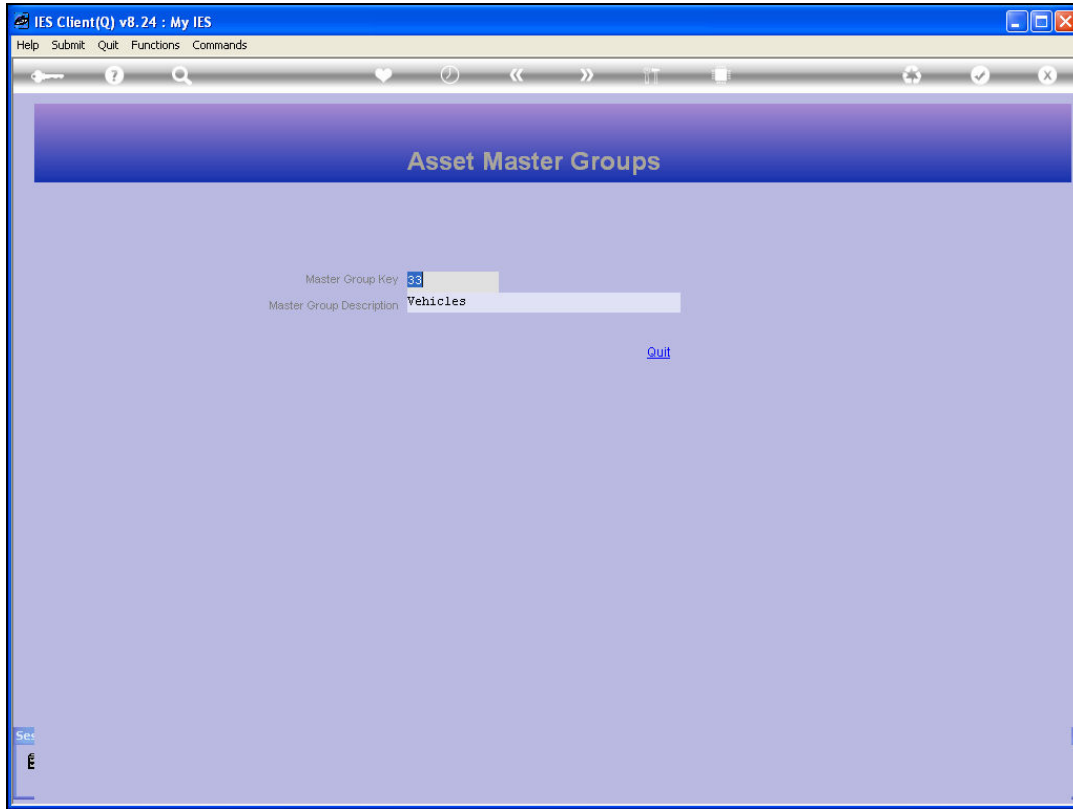 IES Client(Q) v8.24 : My IES
Help Submit Quit Functions Commands
Asset Master Groups
Master Group Key 33
Master Group Description Vehicles
Quit
Ses